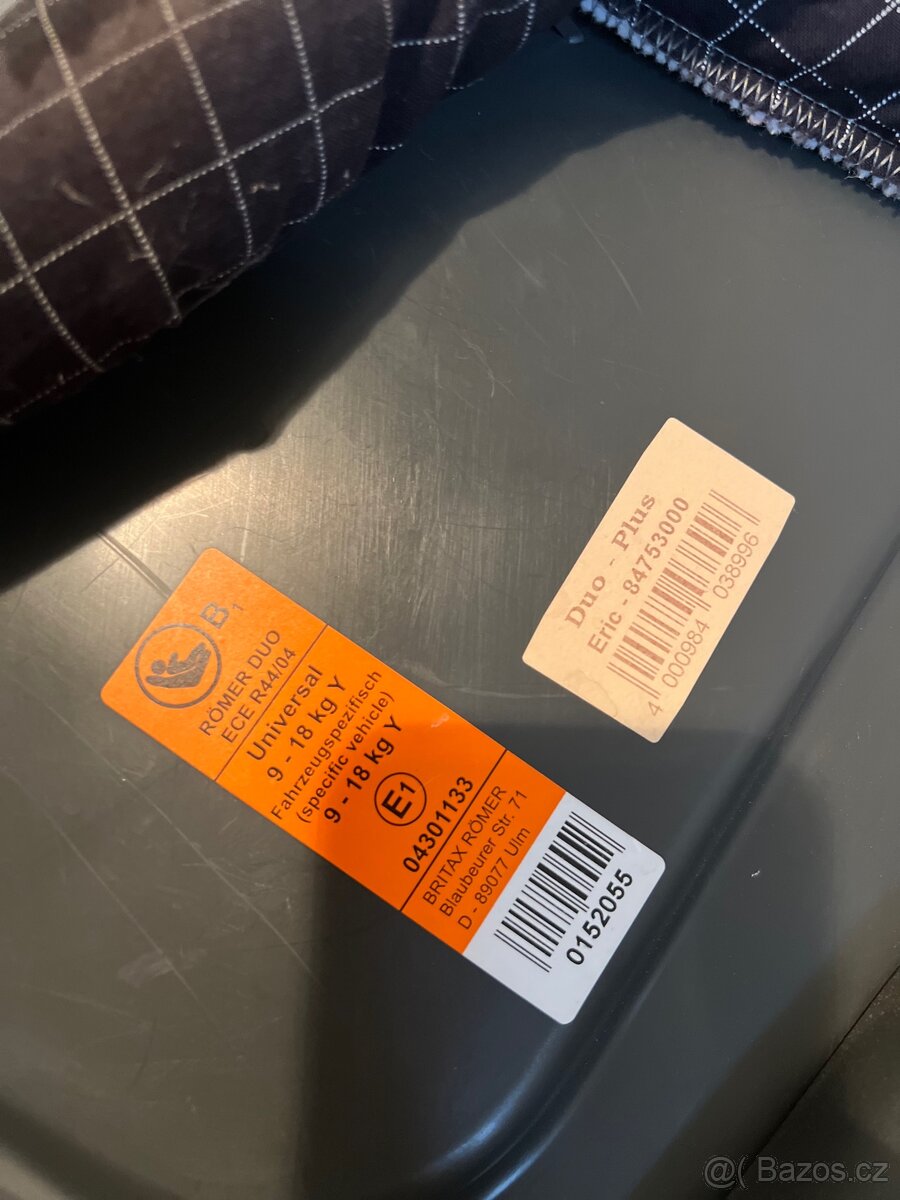 B1
RÖMER DUO
ECE R44/04
Universal
9 - 18 kg Y
Fahrzeugspezifisch
(specific vehicle)
9 - 18 kg Y
E1
04301133
BRITAX RÖMER
Blaubeurer Str. 71
D - 89077 Ulm
0152055
Duo - Plus
Eric - 84753000
4 000984 038996
@( Bazos.cz